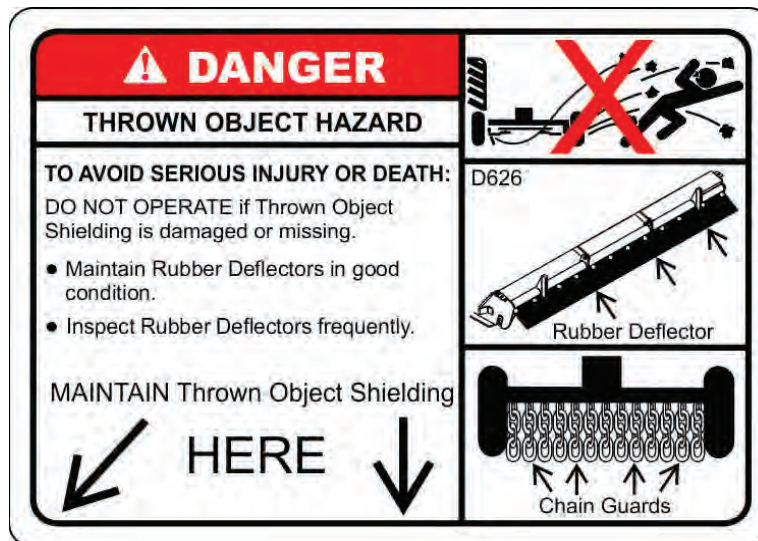 DANGER
THROWN OBJECT HAZARD
TO AVOID SERIOUS INJURY OR DEATH:
DO NOT OPERATE if Thrown Object
Shielding is damaged or missing.
● Maintain Rubber Deflectors in good
condition.
● Inspect Rubber Deflectors frequently.
MAINTAIN Thrown Object Shielding
HERE
D626
Rubber Deflector
Chain Guards